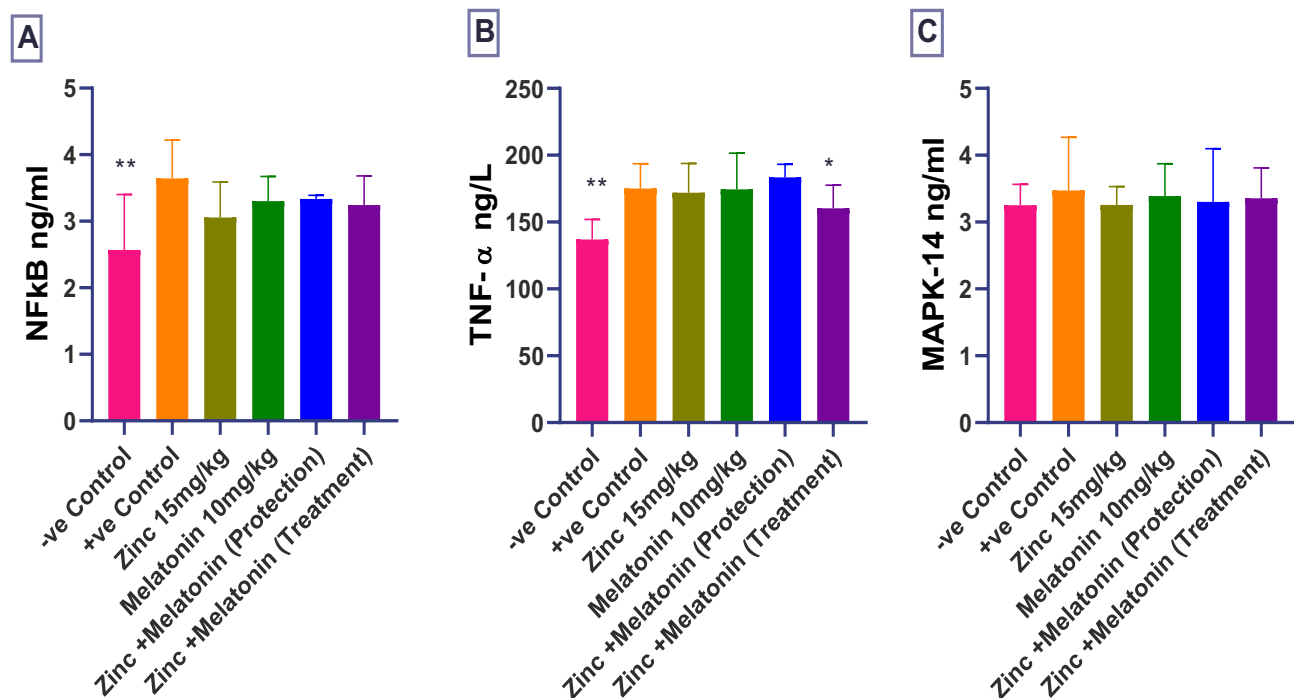 A
NFkB ng/ml
5
4
3
2
1
0
**
-ve Control
+ve Control
Zinc 15mg/kg
Melatonin 10mg/kg
Zinc +Melatonin (Protection)
Zinc +Melatonin (Treatment)
B
TNF- α ng/L
250
200
150
100
50
0
**
*
-ve Control
+ve Control
Zinc 15mg/kg
Melatonin 10mg/kg
Zinc +Melatonin (Protection)
Zinc +Melatonin (Treatment)
C
MAPK-14 ng/ml
5
4
3
2
1
0
-ve Control
+ve Control
Zinc 15mg/kg
Melatonin 10mg/kg
Zinc +Melatonin (Protection)
Zinc +Melatonin (Treatment)